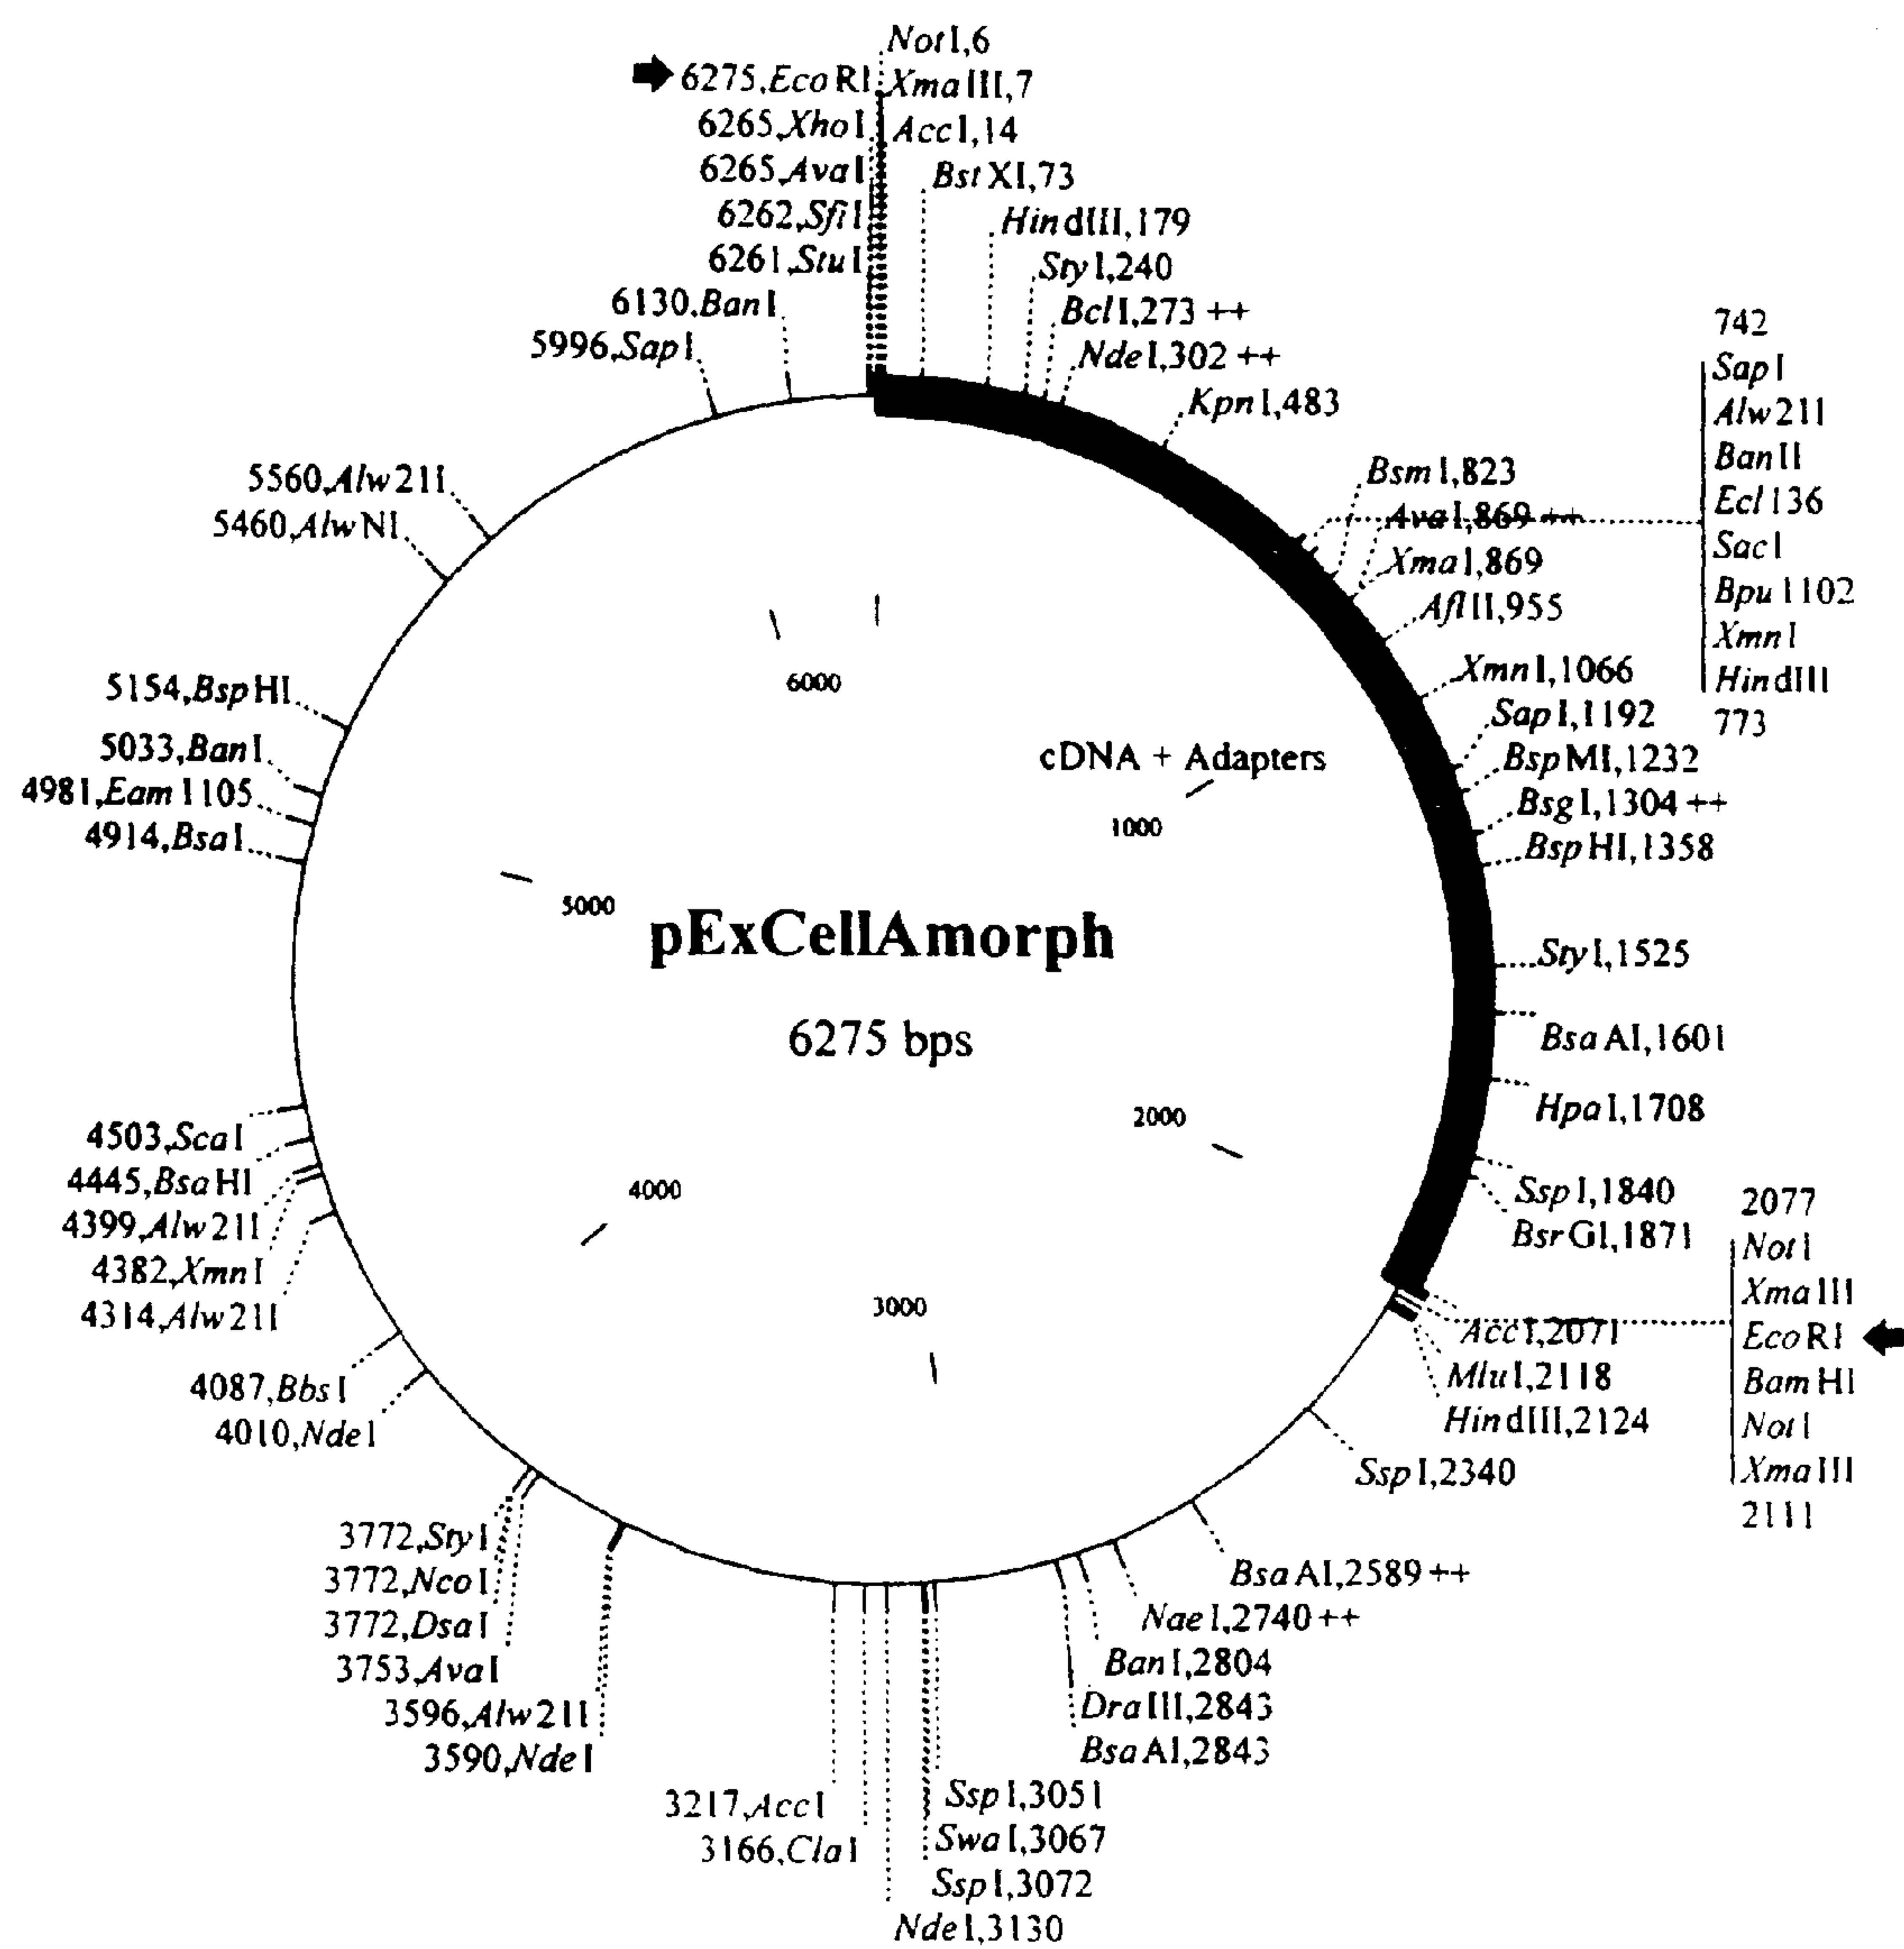 NotI,6
6275,EcoRI
XmaIII,7
6265,XhoI
AccI,14
6265,AvaI
BstXI,73
6262,SfiI
HindIII,179
6261,StuI
StyI,240
6130,BanI
BclI,273 ++
5996,SapI
NdeI,302 ++
KpnI,483
742
SapI
Alw21I
BanII
Ecl136
SacI
Bpu1102
XmnI
HindIII
773
BsmI,823
AvaI,869 ++
XmaI,869
AflII,955
XmnI,1066
SapI,1192
BspMI,1232
BsgI,1304 ++
BspHI,1358
StyI,1525
BsaAI,1601
HpaI,1708
SspI,1840
BsrGI,1871
2077
NotI
XmaIII
EcoRI
BamHI
NotI
XmaIII
2111
AccI,2071
MluI,2118
HindIII,2124
SspI,2340
BsaAI,2589 ++
NaeI,2740 ++
BanI,2804
DraIII,2843
BsaAI,2843
SspI,3051
SwaI,3067
SspI,3072
NdeI,3130
3166,ClaI
3217,AccI
3590,NdeI
3596,Alw21I
3753,AvaI
3772,DsaI
3772,NcoI
3772,StyI
4010,NdeI
4087,BbsI
4314,Alw21I
4382,XmnI
4399,Alw21I
4445,BsaHI
4503,ScaI
4914,BsaI
4981,Eam1105
5033,BanI
5154,BspHI
5460,AlwNI
5560,Alw21I
6000
cDNA + Adapters
1000
5000
pExCellAmorph
6275 bps
2000
4000
3000